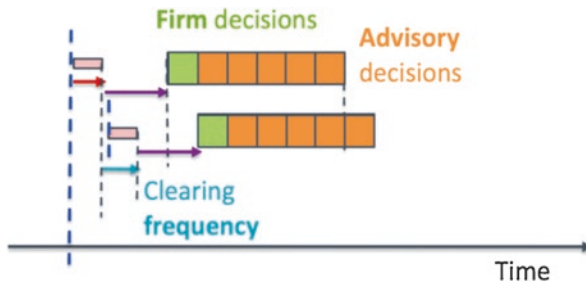 Firm decisions
Advisory
decisions
Clearing
frequency
Time